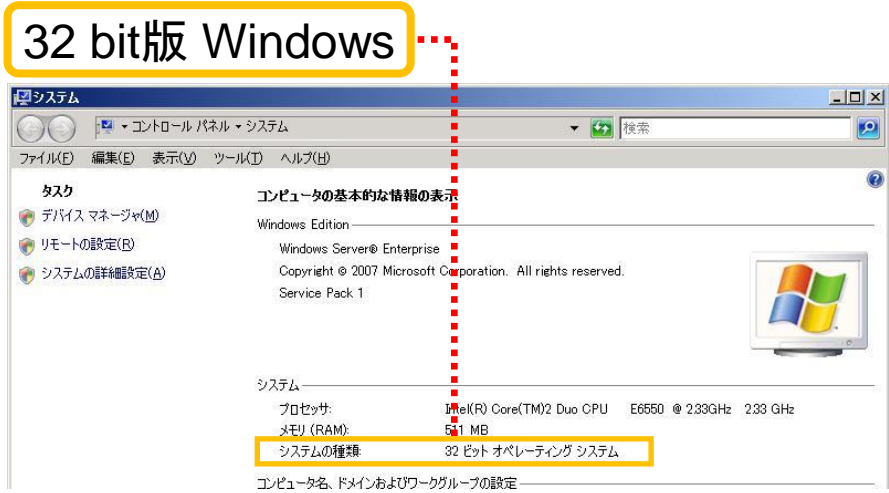 32 bit版 Windows
システム
コントロール パネル システム
検索
ファイル(F) 編集(E) 表示(V) ツール(T) ヘルプ(H)
タスク
デバイス マネージャ(M)
リモートの設定(R)
システムの詳細設定(A)
コンピュータの基本的な情報の表示
Windows Edition
Windows Server® Enterprise
Copyright © 2007 Microsoft Corporation. All rights reserved.
Service Pack 1
システム
プロセッサ: Intel(R) Core(TM)2 Duo CPU E6550 @ 2.33GHz 2.33 GHz
メモリ (RAM): 511 MB
システムの種類: 32 ビット オペレーティング システム
コンピュータ名、ドメインおよびワークグループの設定